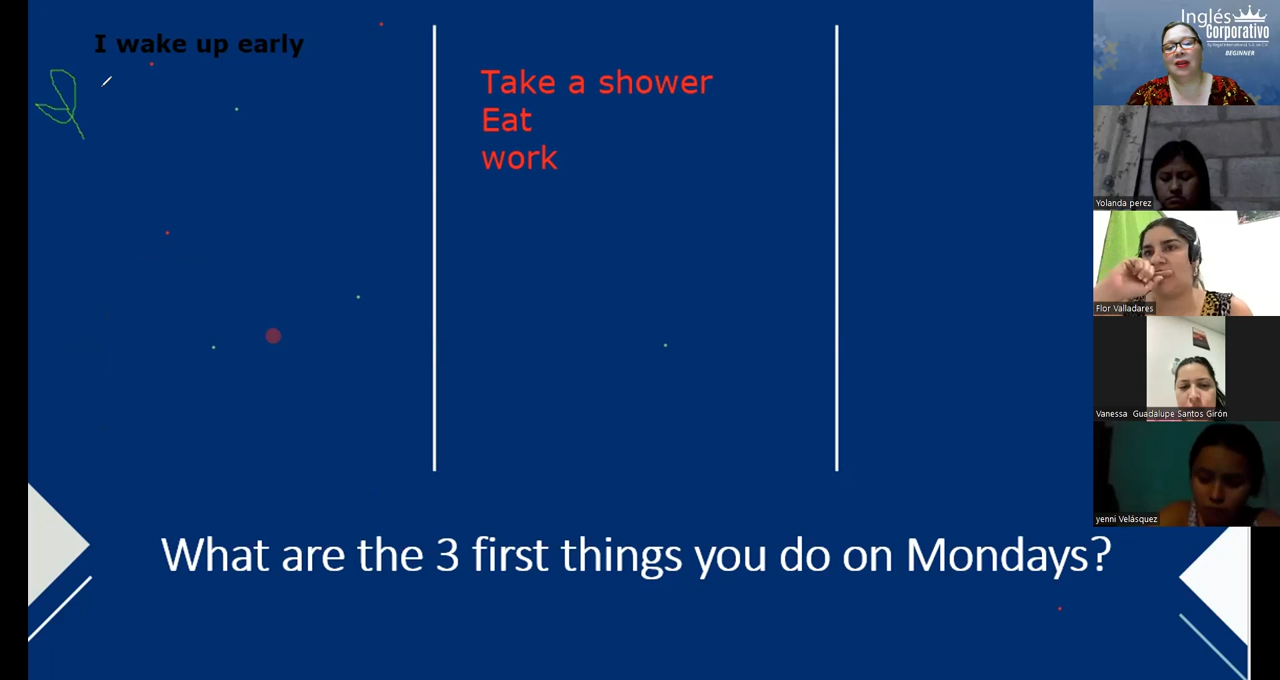 I wake up early
Take a shower
Eat
work
What are the 3 first things you do on Mondays?
Inglés
Corporativo
BEGINNER
Yolanda perez
Flor Valladares
Vanessa Guadalupe Santos Girón
yenni Velásquez